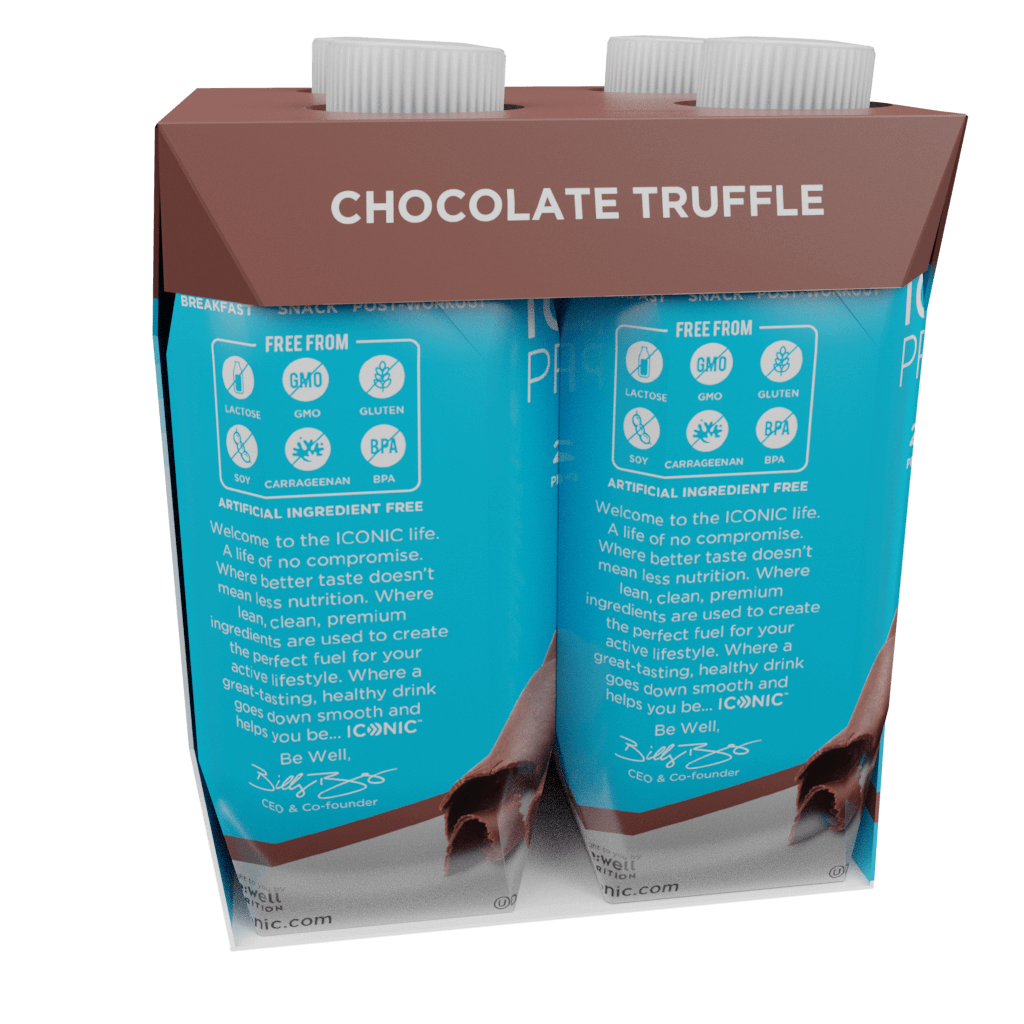 CHOCOLATE TRUFFLE
BREAKFAST SNACK POST-WORKOUT
FREE FROM
GMO
LACTOSE GMO GLUTEN
BPA
SOY CARRAGEENAN BPA
ARTIFICIAL INGREDIENT FREE
Welcome to the ICONIC life.
A life of no compromise.
Where better taste doesn't
mean less nutrition. Where
lean, clean, premium
ingredients are used to create
the perfect fuel for your
active lifestyle. Where a
great-tasting, healthy drink
goes down smooth and
helps you be... ICONIC™
Be Well,
Billy Bosch
CEO & Co-founder
SNACK POST-WORKOUT
FREE FROM
GMO
LACTOSE GMO GLUTEN
BPA
SOY CARRAGEENAN BPA
ARTIFICIAL INGREDIENT FREE
Welcome to the ICONIC life.
A life of no compromise.
Where better taste doesn't
mean less nutrition. Where
lean, clean, premium
ingredients are used to create
the perfect fuel for your
active lifestyle. Where a
great-tasting, healthy drink
goes down smooth and
helps you be... ICONIC™
Be Well,
Billy Bosch
CEO & Co-founder